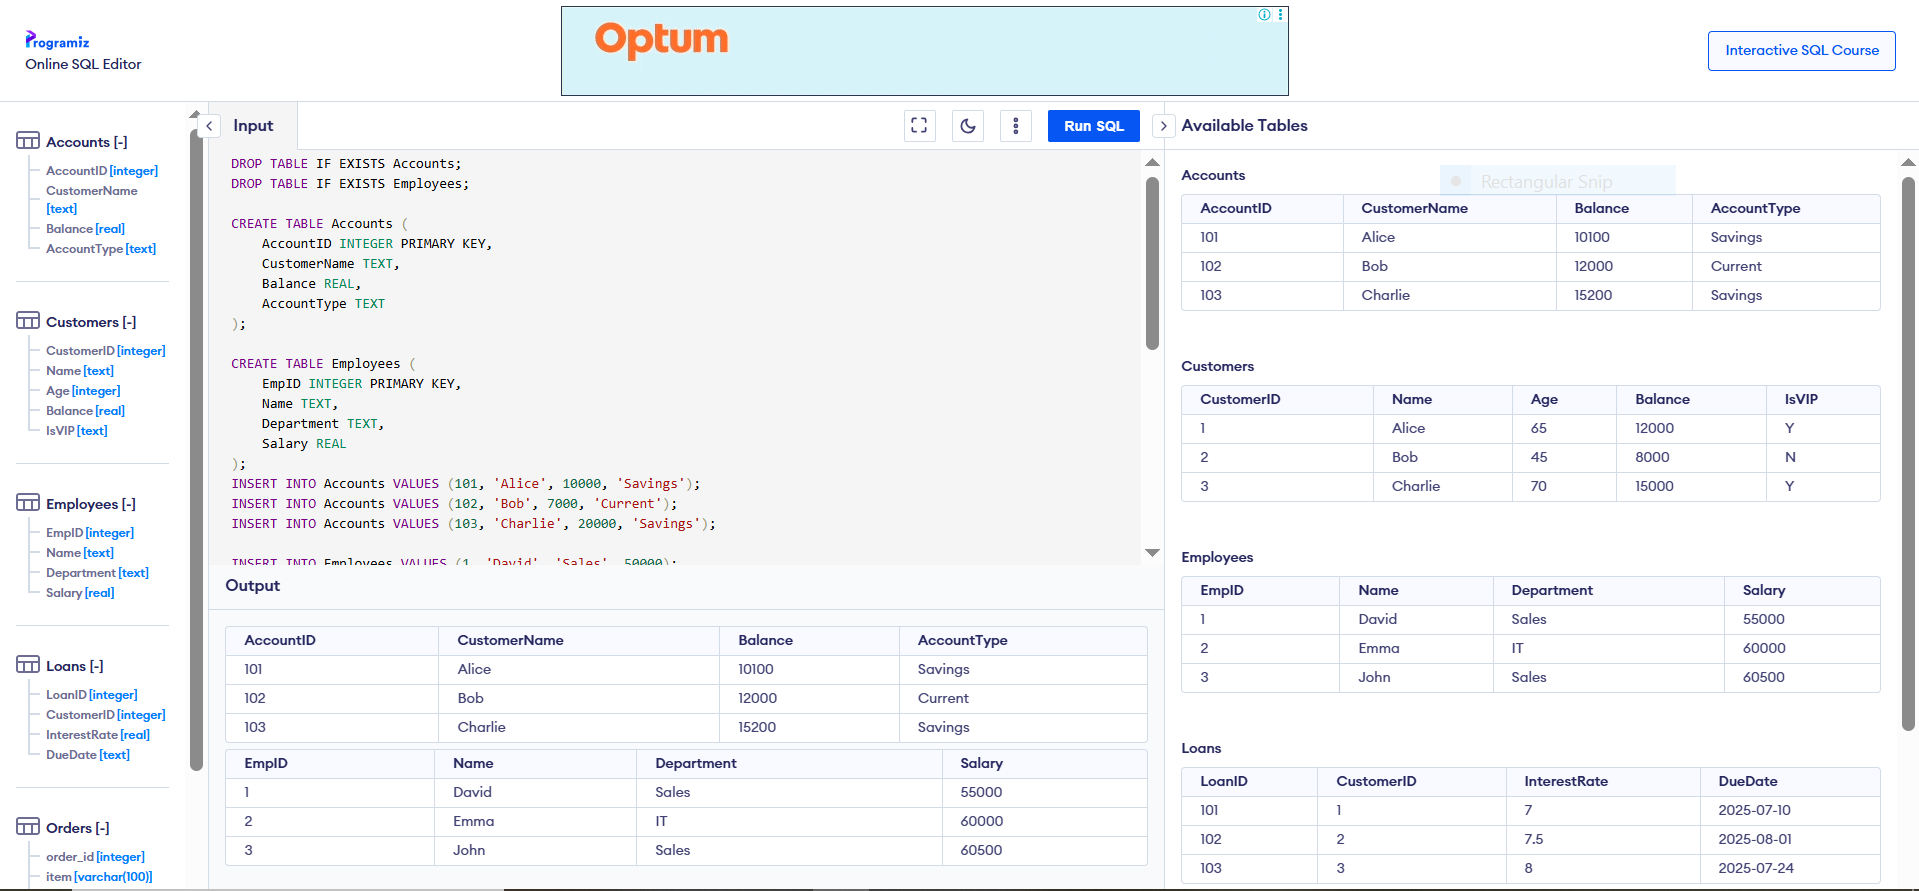 Programiz
Online SQL Editor
Optum
Interactive SQL Course
Accounts [-]
AccountID [integer]
CustomerName
[text]
Balance [real]
AccountType [text]
Customers [-]
CustomerID [integer]
Name [text]
Age [integer]
Balance [real]
IsVIP [text]
Employees [-]
EmpID [integer]
Name [text]
Department [text]
Salary [real]
Loans [-]
LoanID [integer]
CustomerID [integer]
InterestRate [real]
DueDate [text]
Orders [-]
order_id [integer]
item [varchar(100)]
Input
Run SQL
DROP TABLE IF EXISTS Accounts;
DROP TABLE IF EXISTS Employees;
CREATE TABLE Accounts (
AccountID INTEGER PRIMARY KEY,
CustomerName TEXT,
Balance REAL,
AccountType TEXT
);
CREATE TABLE Employees (
EmpID INTEGER PRIMARY KEY,
Name TEXT,
Department TEXT,
Salary REAL
);
INSERT INTO Accounts VALUES (101, 'Alice', 10000, 'Savings');
INSERT INTO Accounts VALUES (102, 'Bob', 7000, 'Current');
INSERT INTO Accounts VALUES (103, 'Charlie', 20000, 'Savings');
INSERT INTO Employees VALUES (1, 'David', 'Sales', 50000);
Output
AccountID CustomerName Balance AccountType
101 Alice 10100 Savings
102 Bob 12000 Current
103 Charlie 15200 Savings
EmpID Name Department Salary
1 David Sales 55000
2 Emma IT 60000
3 John Sales 60500
Available Tables
Rectangular Snip
Accounts
AccountID CustomerName Balance AccountType
101 Alice 10100 Savings
102 Bob 12000 Current
103 Charlie 15200 Savings
Customers
CustomerID Name Age Balance IsVIP
1 Alice 65 12000 Y
2 Bob 45 8000 N
3 Charlie 70 15000 Y
Employees
EmpID Name Department Salary
1 David Sales 55000
2 Emma IT 60000
3 John Sales 60500
Loans
LoanID CustomerID InterestRate DueDate
101 1 7 2025-07-10
102 2 7.5 2025-08-01
103 3 8 2025-07-24